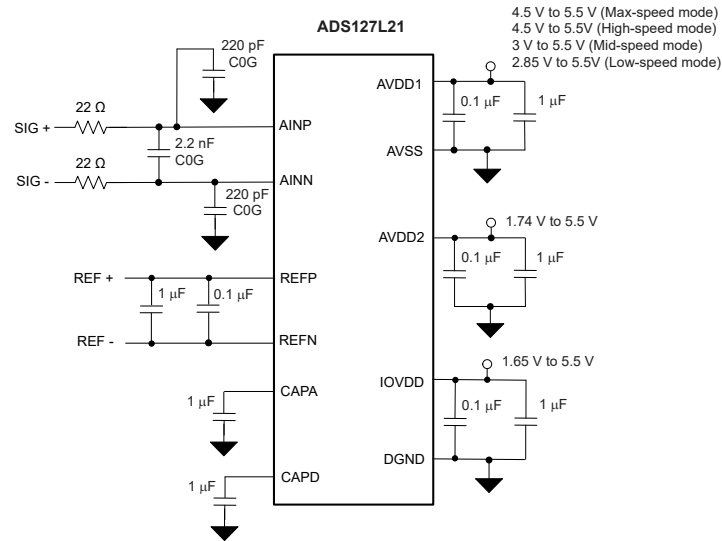 ADS127L21
4.5 V to 5.5 V (Max-speed mode)
4.5 V to 5.5V (High-speed mode)
3 V to 5.5 V (Mid-speed mode)
2.85 V to 5.5V (Low-speed mode)
220 pF
C0G
22 Ω
SIG +
2.2 nF
C0G
22 Ω
SIG -
220 pF
C0G
AINP
AINN
REF +
1 μF
0.1 μF
REF -
REFP
REFN
1 μF
CAPA
1 μF
CAPD
AVDD1
0.1 μF
1 μF
AVSS
1.74 V to 5.5 V
AVDD2
0.1 μF
1 μF
1.65 V to 5.5 V
IOVDD
0.1 μF
1 μF
DGND